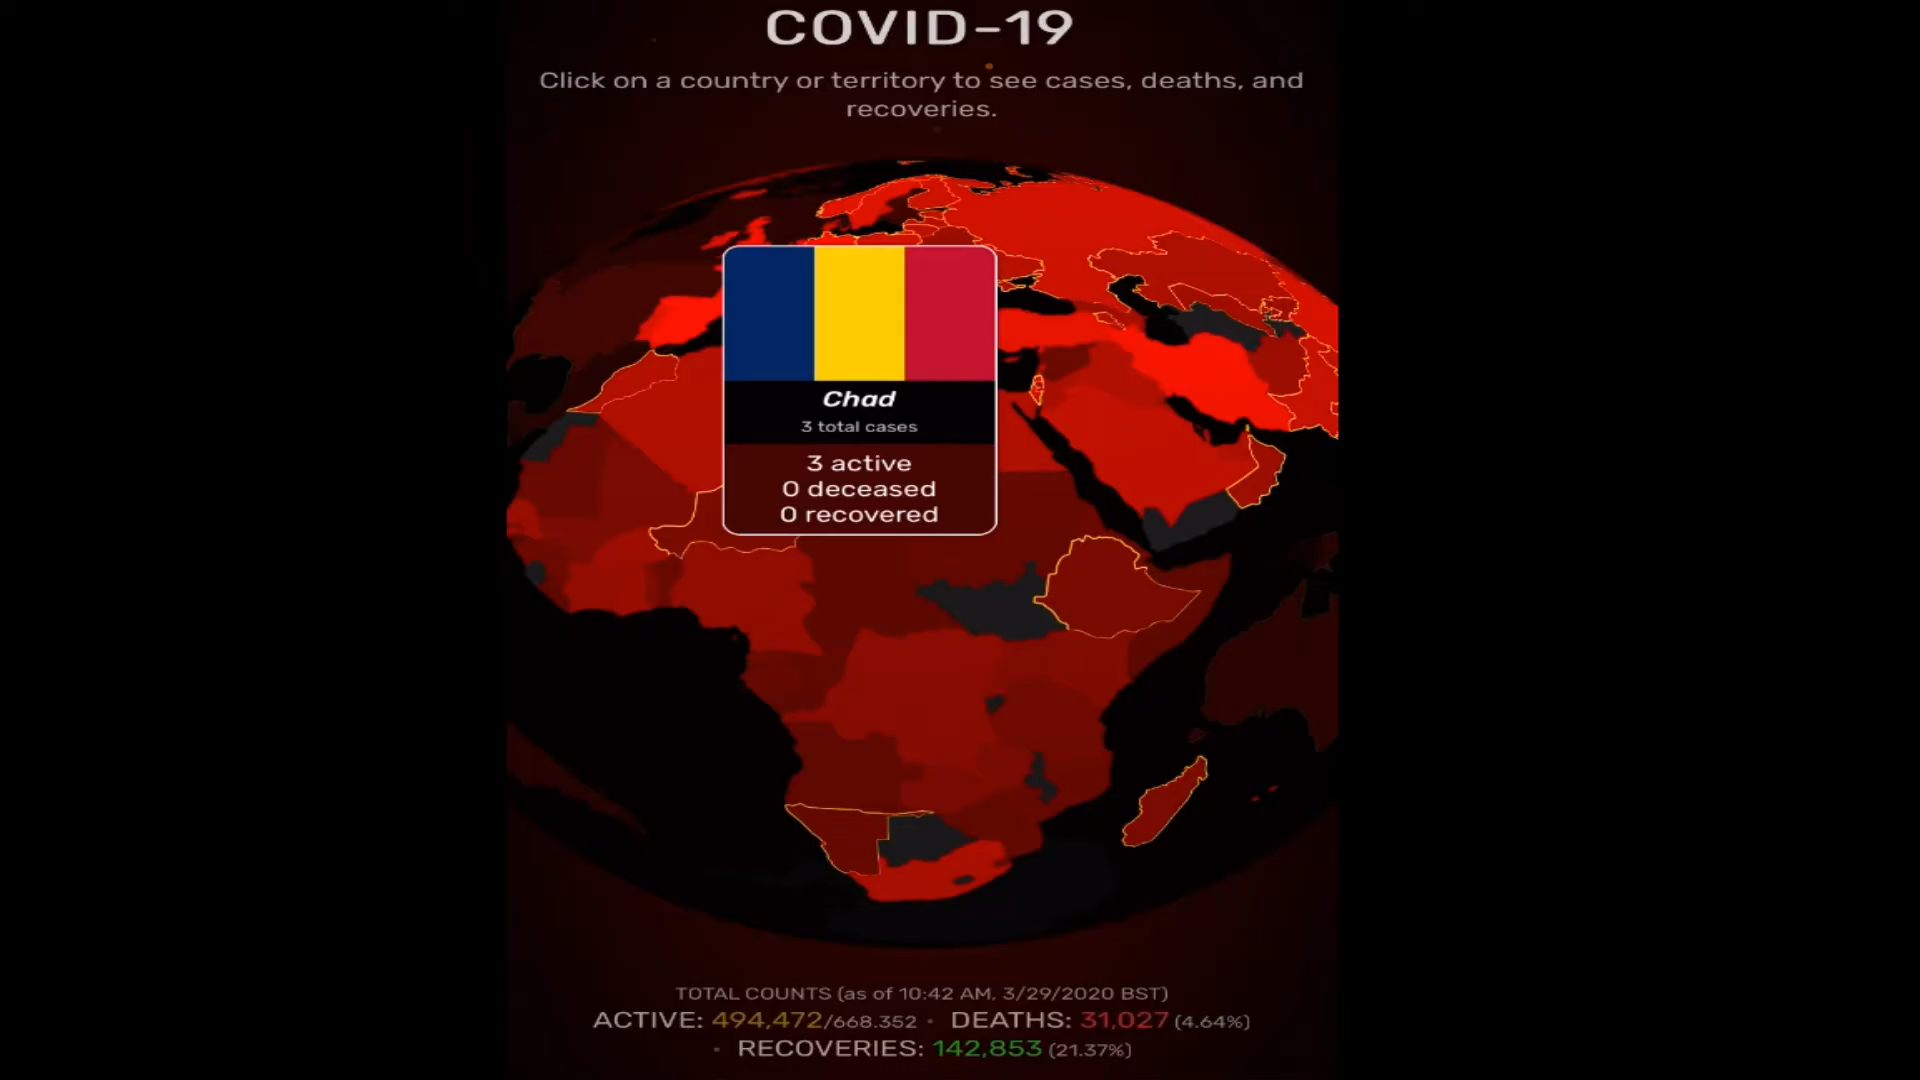 COVID-19
Click on a country or territory to see cases, deaths, and
recoveries.
Chad
3 total cases
3 active
0 deceased
0 recovered
TOTAL COUNTS (as of 10:42 AM, 3/29/2020 BST)
ACTIVE: 494,472/668.352 · DEATHS: 31,027 (4.64%)
· RECOVERIES: 142,853 (21.37%)